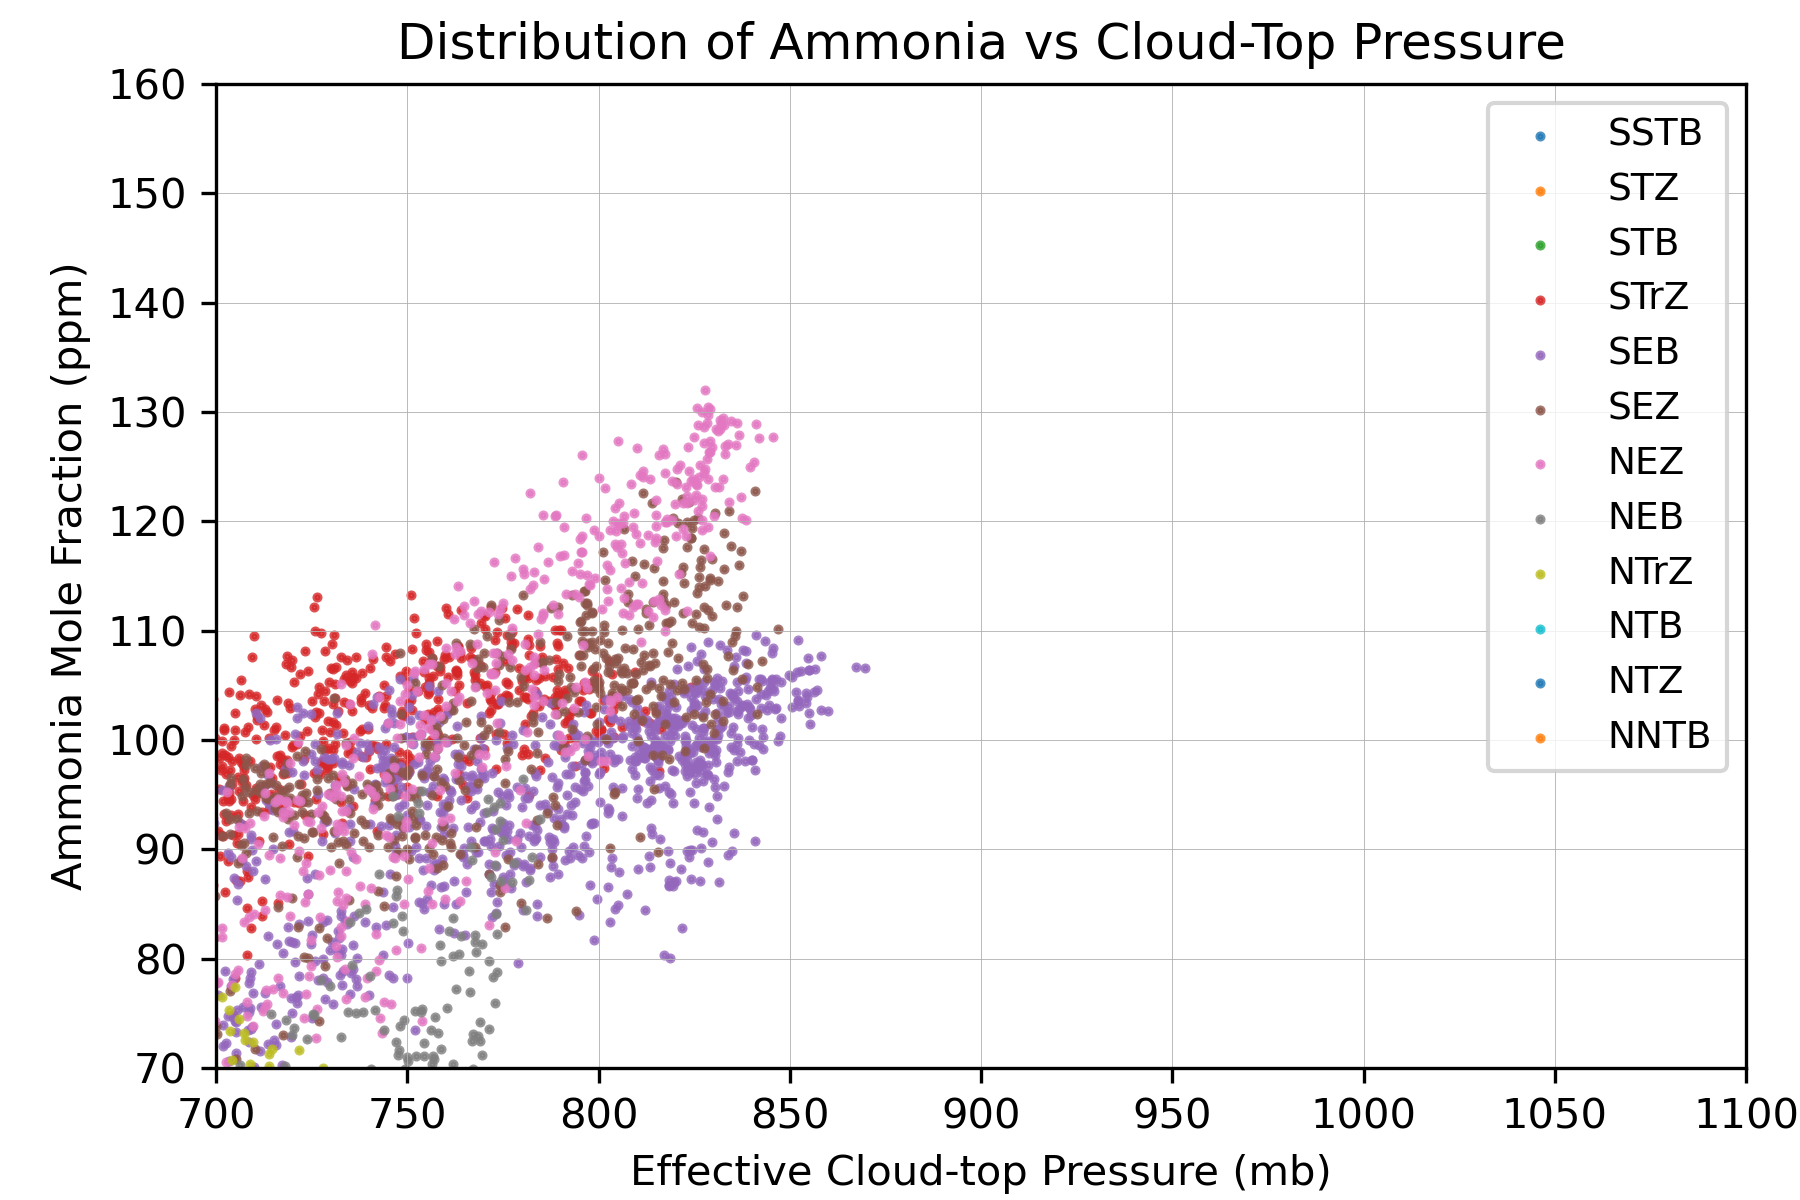 Distribution of Ammonia vs Cloud-Top Pressure
160
150
140
130
120
110
100
90
80
70
Ammonia Mole Fraction (ppm)
SSTB
STZ
STB
STrZ
SEB
SEZ
NEZ
NEB
NTrZ
NTB
NTZ
NNTB
700 750 800 850 900 950 1000 1050 1100
Effective Cloud-top Pressure (mb)